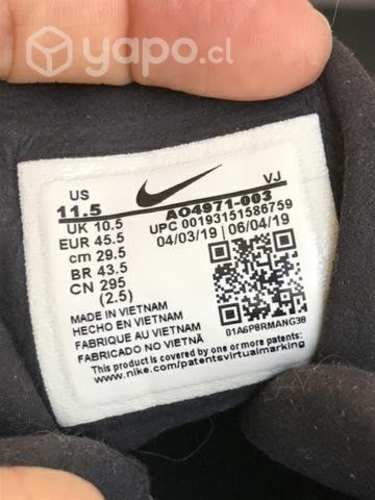 yapo.cl
US VJ
11.5 AO4971-003
UK 10.5 UPC 00193151586759
EUR 45.5 04/03/19 | 06/04/19
cm 29.5
BR 43.5
CN 295
(2.5)
MADE IN VIETNAM
HECHO EN VIETNAM
FABRIQUE AU VIETNAM
FABRICADO NO VIETNÃ
01A6PBRMANG38
This product is covered by one or more patents
www.nike.com/patentsvirtualmarking